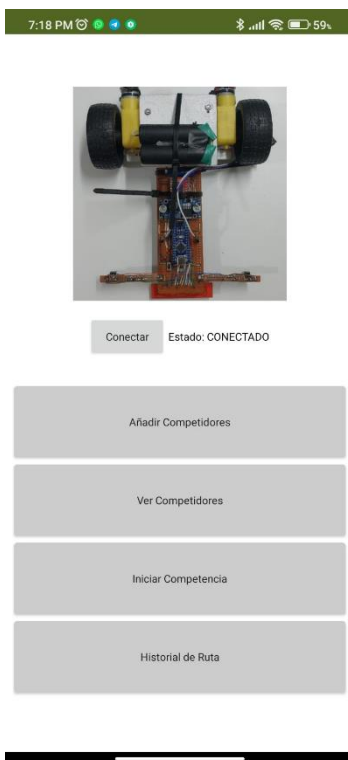 7:18 PM
59%
Conectar
Estado: CONECTADO
Añadir Competidores
Ver Competidores
Iniciar Competencia
Historial de Ruta